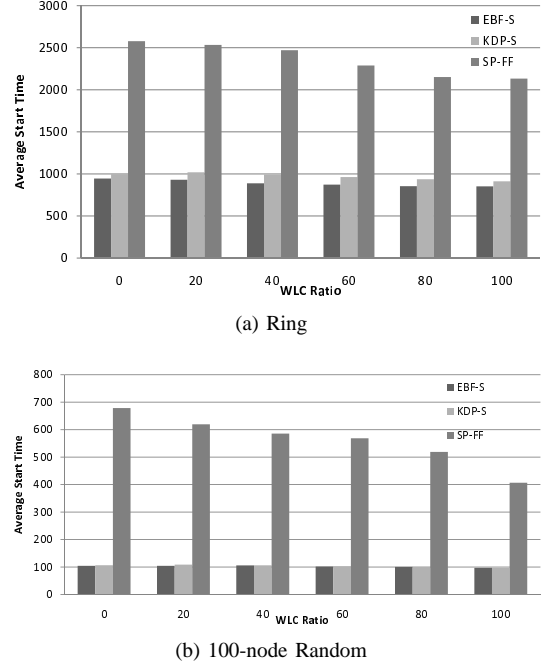 3000
2500
2000
1500
1000
500
0
Average Start Time
EBF-S
KDP-S
SP-FF
0 20 40 60 80 100
WLC Ratio
(a) Ring
800
700
600
500
400
300
200
100
0
Average Start Time
EBF-S
KDP-S
SP-FF
0 20 40 60 80 100
WLC Ratio
(b) 100-node Random